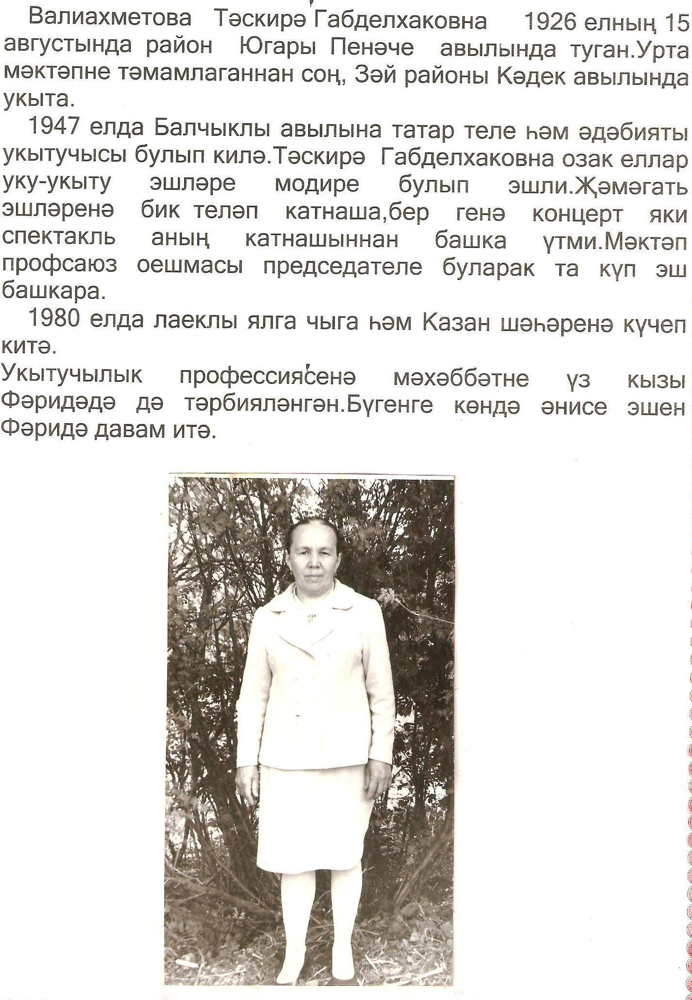 Валиахметова Тәскирә Габделхаковна 1926 елның 15
августында район Югары Пенәче авылында туган.Урта
мәктәпне тәмамлаганнан соң, Зәй районы Кәдек авылында
укыта.
1947 елда Балчыклы авылына татар теле һәм әдәбияты
укытучысы булып килә.Тәскирә Габделхаковна озак еллар
уку-укыту эшләре модире булып эшли.Җәмәгать
эшләренә бик теләп катнаша,бер генә концерт яки
спектакль аның катнашыннан башка үтми.Мәктәп
профсаюз оешмасы председателе буларак та күп эш
башкара.
1980 елда лаеклы ялга чыга һәм Казан шәһәренә күчеп
китә.
Укытучылык профессиясенә мәхәббәтне үз кызы
Фәридәдә дә тәрбияләнгән.Бүгенге көндә әнисе эшен
Фәридә давам итә.